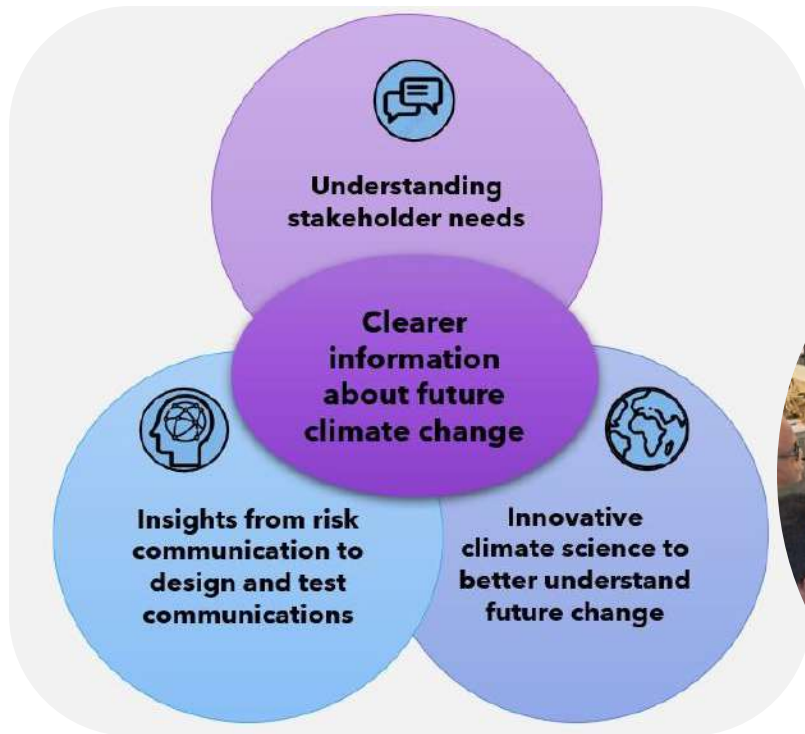 Understanding
stakeholder needs
Clearer
information
about future
climate change
Insights from risk
communication to
design and test
communications
Innovative
climate science to
better understand
future change